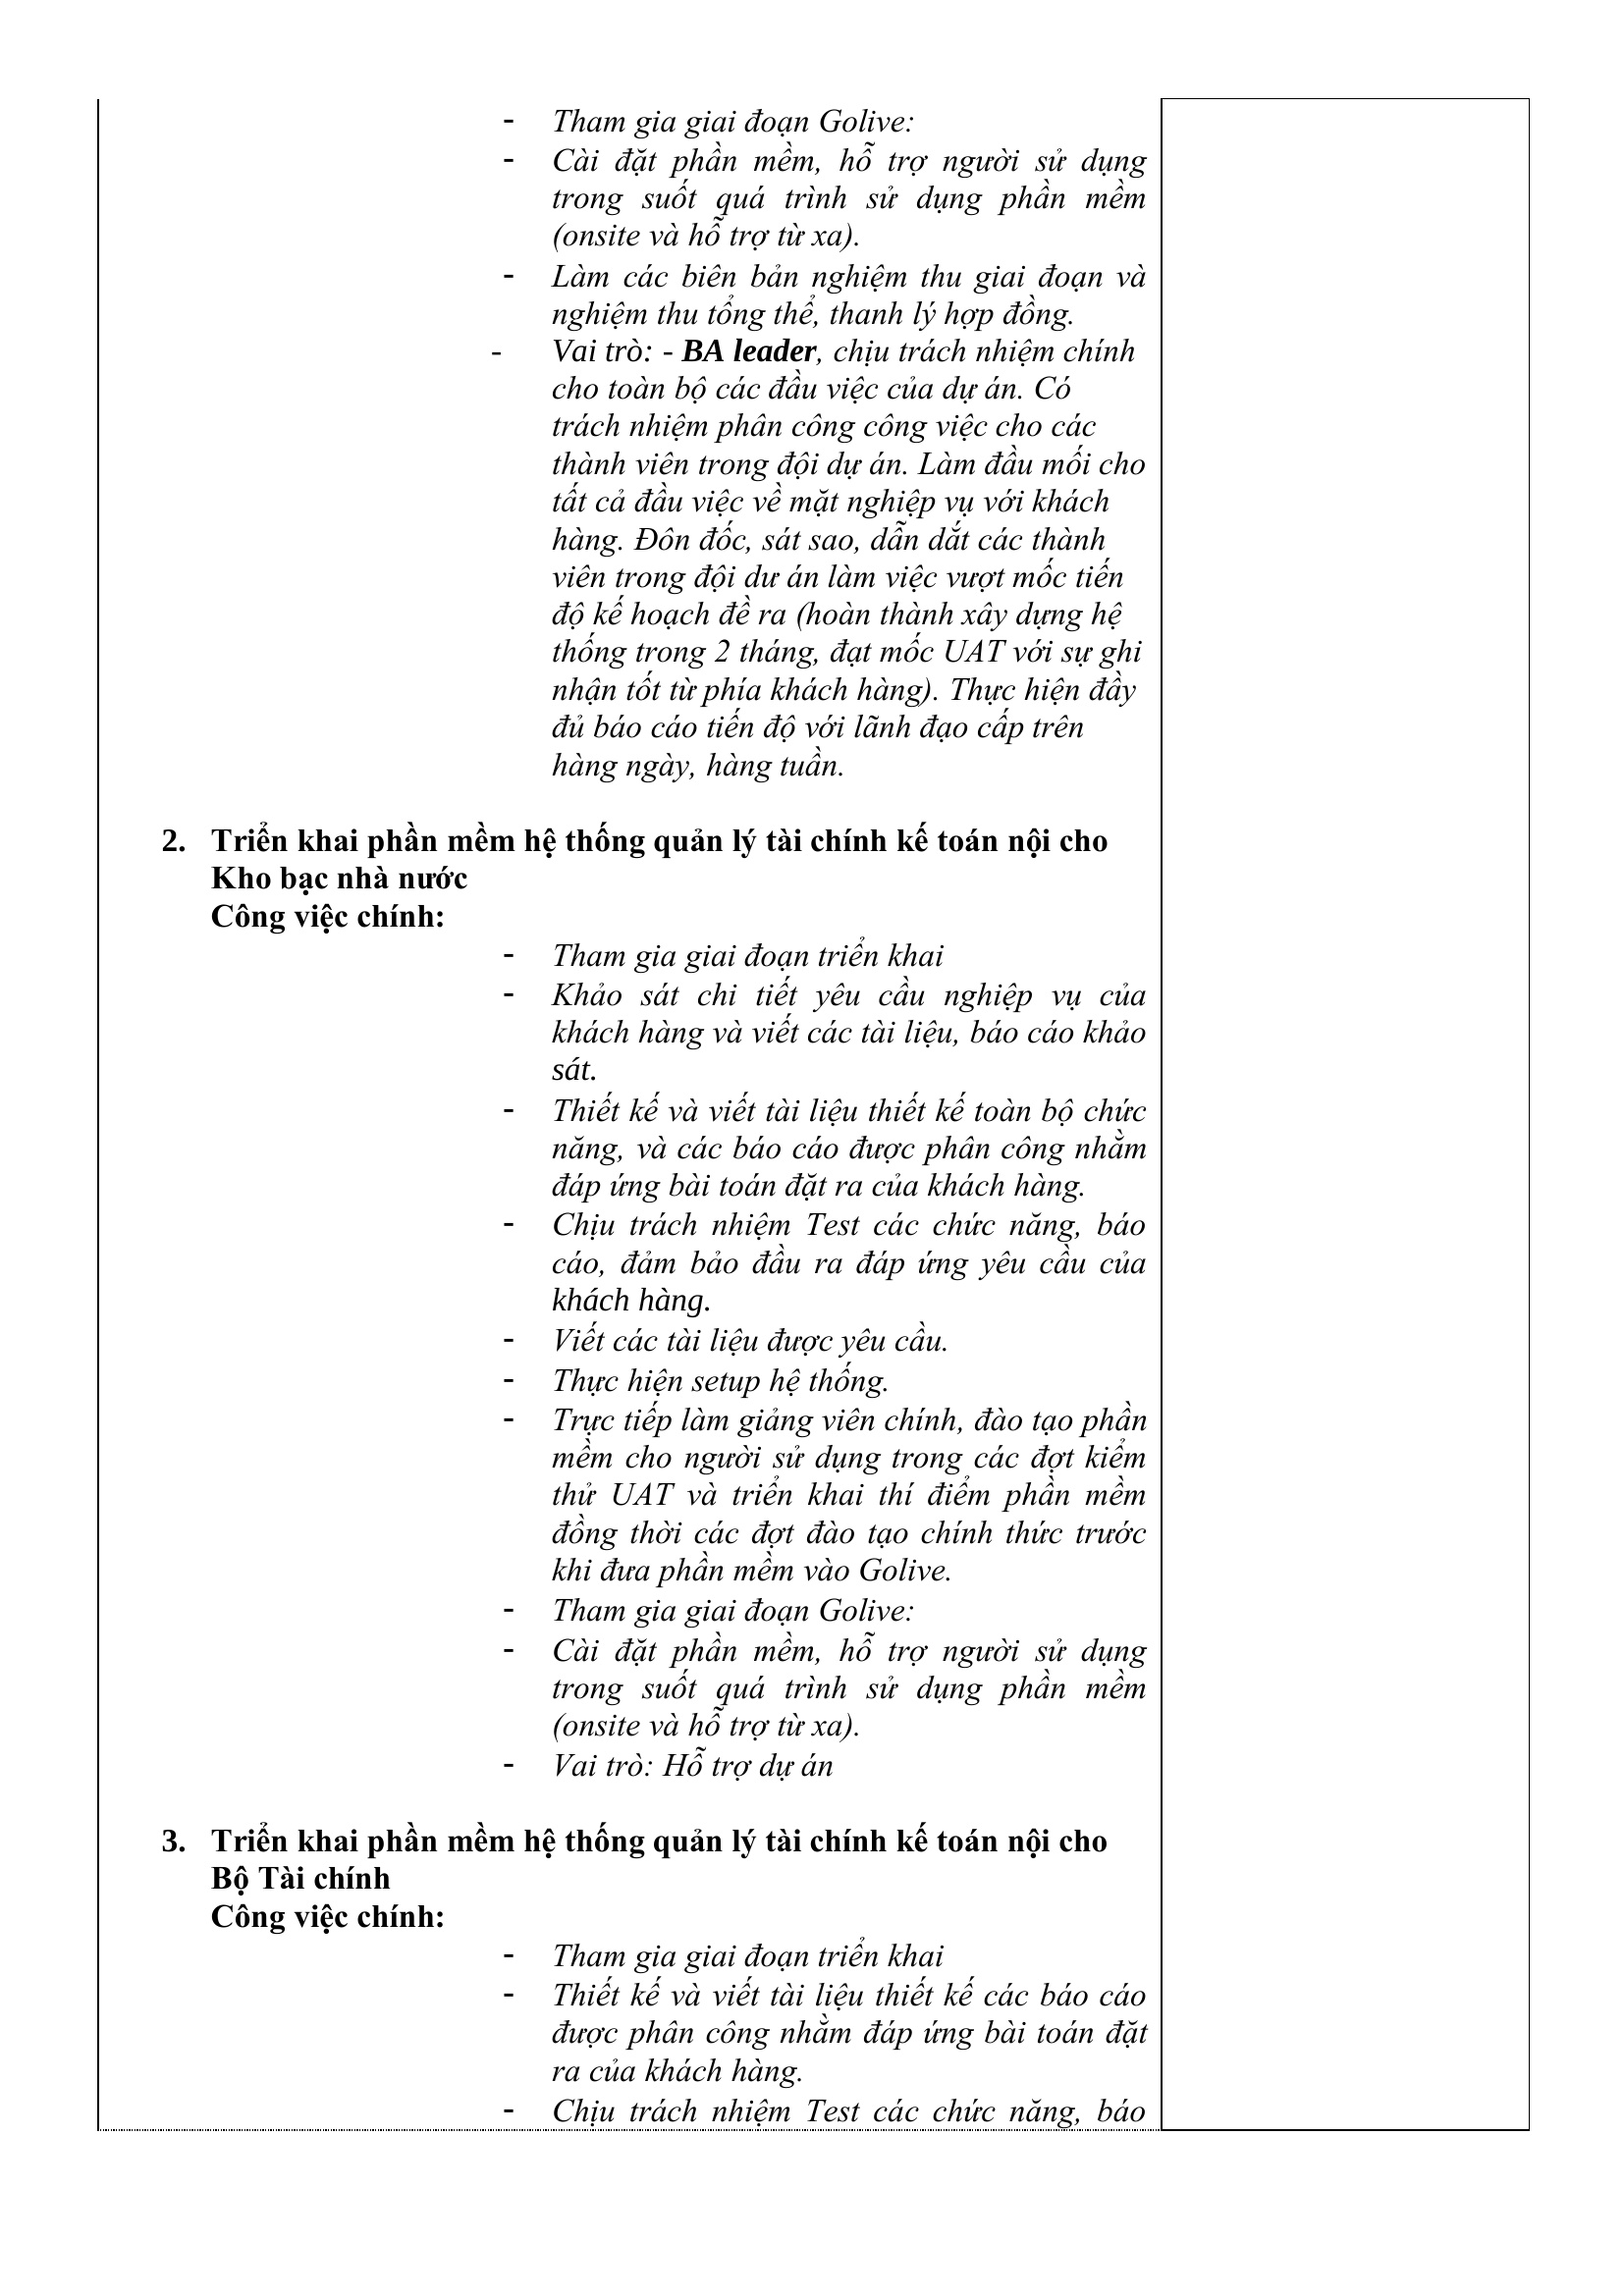 - Tham gia giai đoạn Golive:
- Cài đặt phần mềm, hỗ trợ người sử dụng
trong suốt quá trình sử dụng phần mềm
(onsite và hỗ trợ từ xa).
- Làm các biên bản nghiệm thu giai đoạn và
nghiệm thu tổng thể, thanh lý hợp đồng.
- Vai trò: - BA leader, chịu trách nhiệm chính
cho toàn bộ các đầu việc của dự án. Có
trách nhiệm phân công công việc cho các
thành viên trong đội dự án. Làm đầu mối cho
tất cả đầu việc về mặt nghiệp vụ với khách
hàng. Đôn đốc, sát sao, dẫn dắt các thành
viên trong đội dư án làm việc vượt mốc tiến
độ kế hoạch đề ra (hoàn thành xây dựng hệ
thống trong 2 tháng, đạt mốc UAT với sự ghi
nhận tốt từ phía khách hàng). Thực hiện đầy
đủ báo cáo tiến độ với lãnh đạo cấp trên
hàng ngày, hàng tuần.
2. Triển khai phần mềm hệ thống quản lý tài chính kế toán nội cho
Kho bạc nhà nước
Công việc chính:
- Tham gia giai đoạn triển khai
- Khảo sát chi tiết yêu cầu nghiệp vụ của
khách hàng và viết các tài liệu, báo cáo khảo
sát.
- Thiết kế và viết tài liệu thiết kế toàn bộ chức
năng, và các báo cáo được phân công nhằm
đáp ứng bài toán đặt ra của khách hàng.
- Chịu trách nhiệm Test các chức năng, báo
cáo, đảm bảo đầu ra đáp ứng yêu cầu của
khách hàng.
- Viết các tài liệu được yêu cầu.
- Thực hiện setup hệ thống.
- Trực tiếp làm giảng viên chính, đào tạo phần
mềm cho người sử dụng trong các đợt kiểm
thử UAT và triển khai thí điểm phần mềm
đồng thời các đợt đào tạo chính thức trước
khi đưa phần mềm vào Golive.
- Tham gia giai đoạn Golive:
- Cài đặt phần mềm, hỗ trợ người sử dụng
trong suốt quá trình sử dụng phần mềm
(onsite và hỗ trợ từ xa).
- Vai trò: Hỗ trợ dự án
3. Triển khai phần mềm hệ thống quản lý tài chính kế toán nội cho
Bộ Tài chính
Công việc chính:
- Tham gia giai đoạn triển khai
- Thiết kế và viết tài liệu thiết kế các báo cáo
được phân công nhằm đáp ứng bài toán đặt
ra của khách hàng.
- Chịu trách nhiệm Test các chức năng, báo